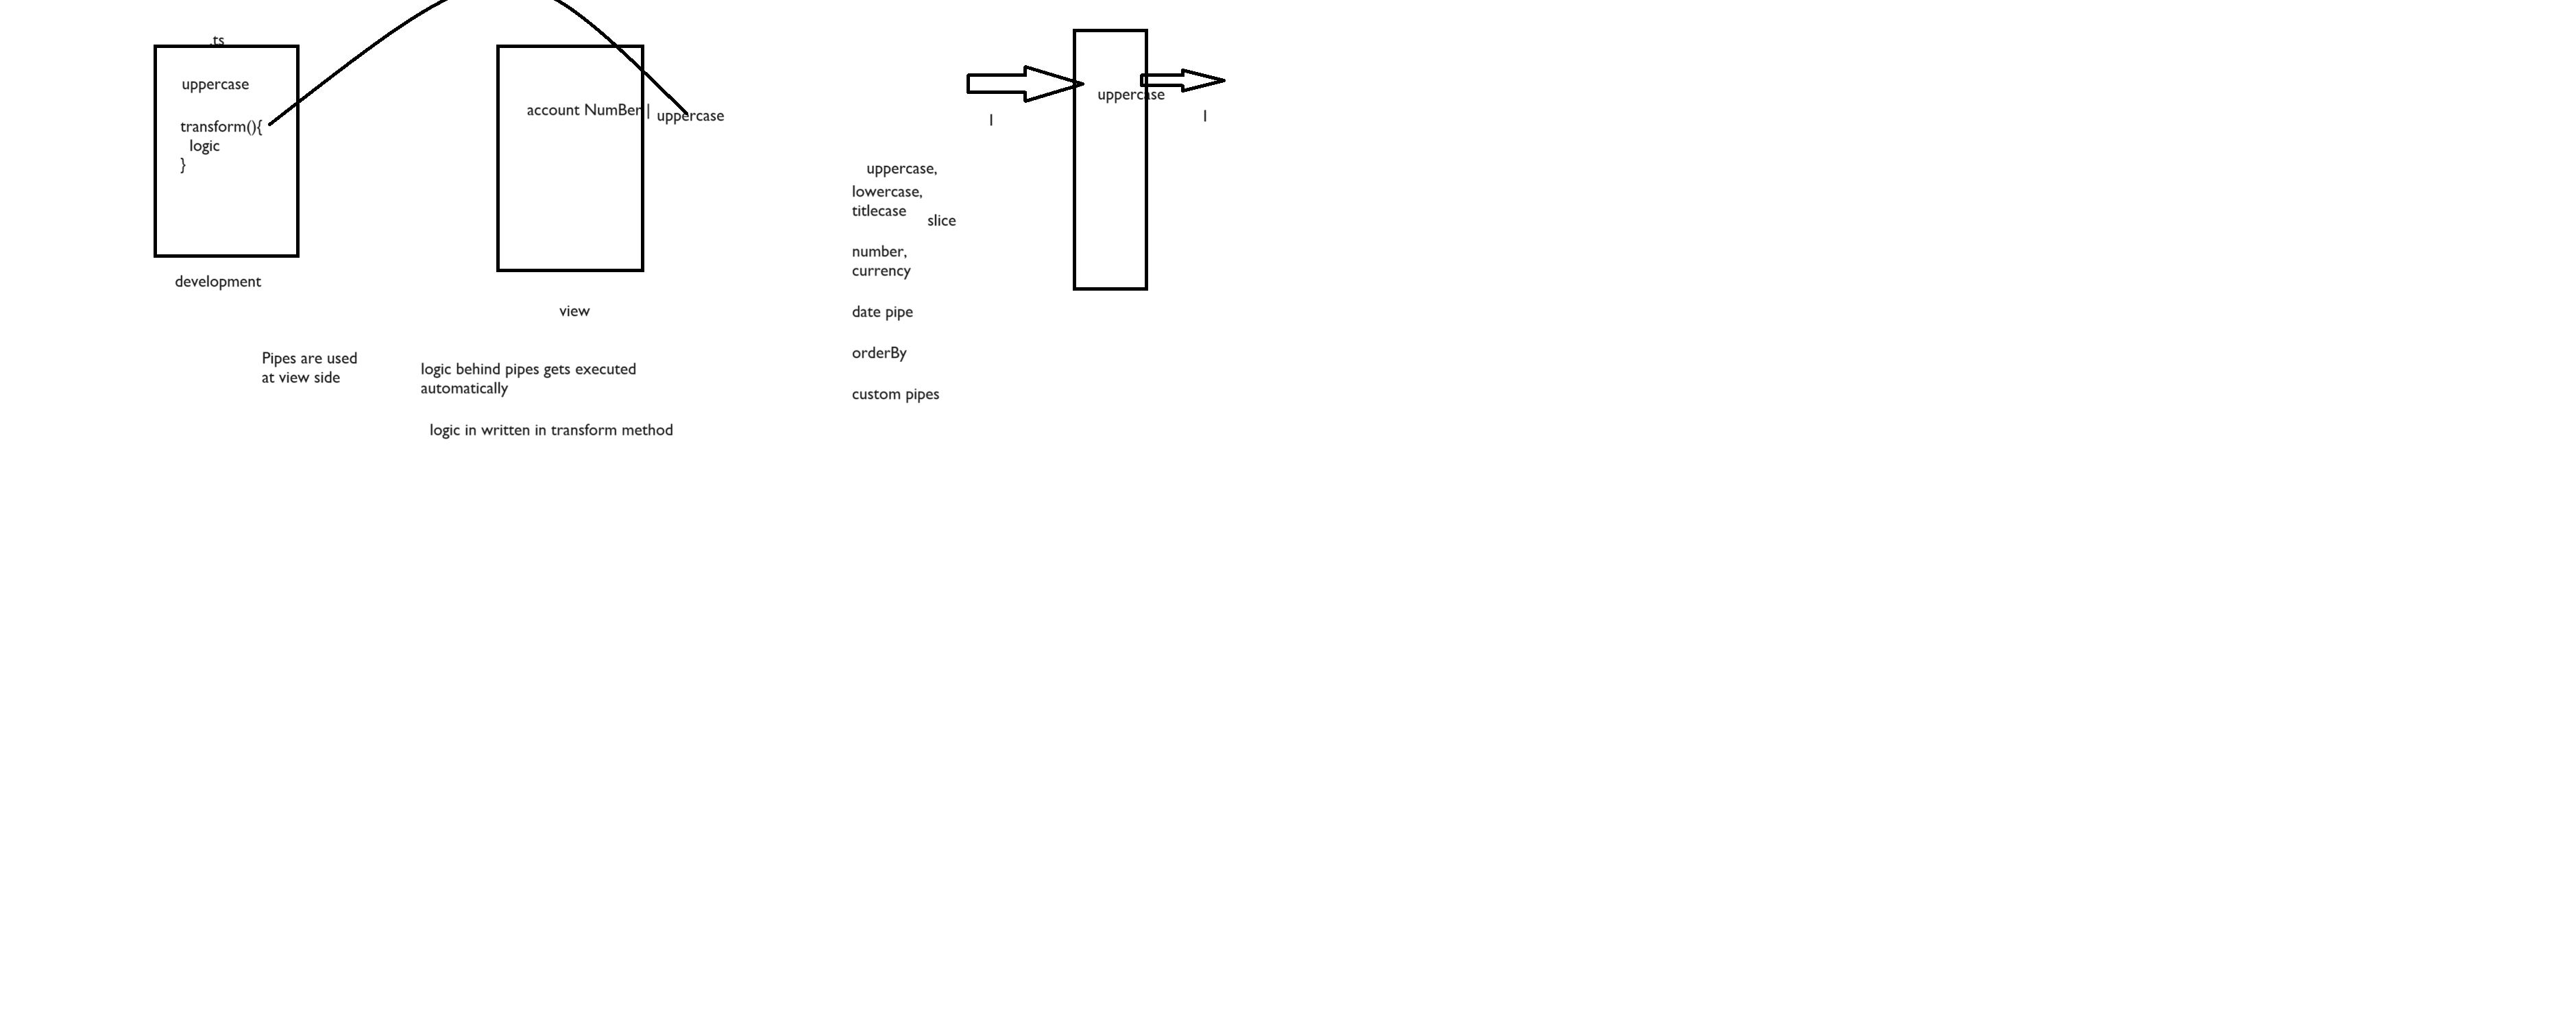 .ts
uppercase
transform(){
logic
}
development
account NumBer| uppercase
view
Pipes are used
at view side
logic behind pipes gets executed
automatically
logic in written in transform method
uppercase,
lowercase,
titlecase
slice
number,
currency
date pipe
orderBy
custom pipes
uppercase
I
I